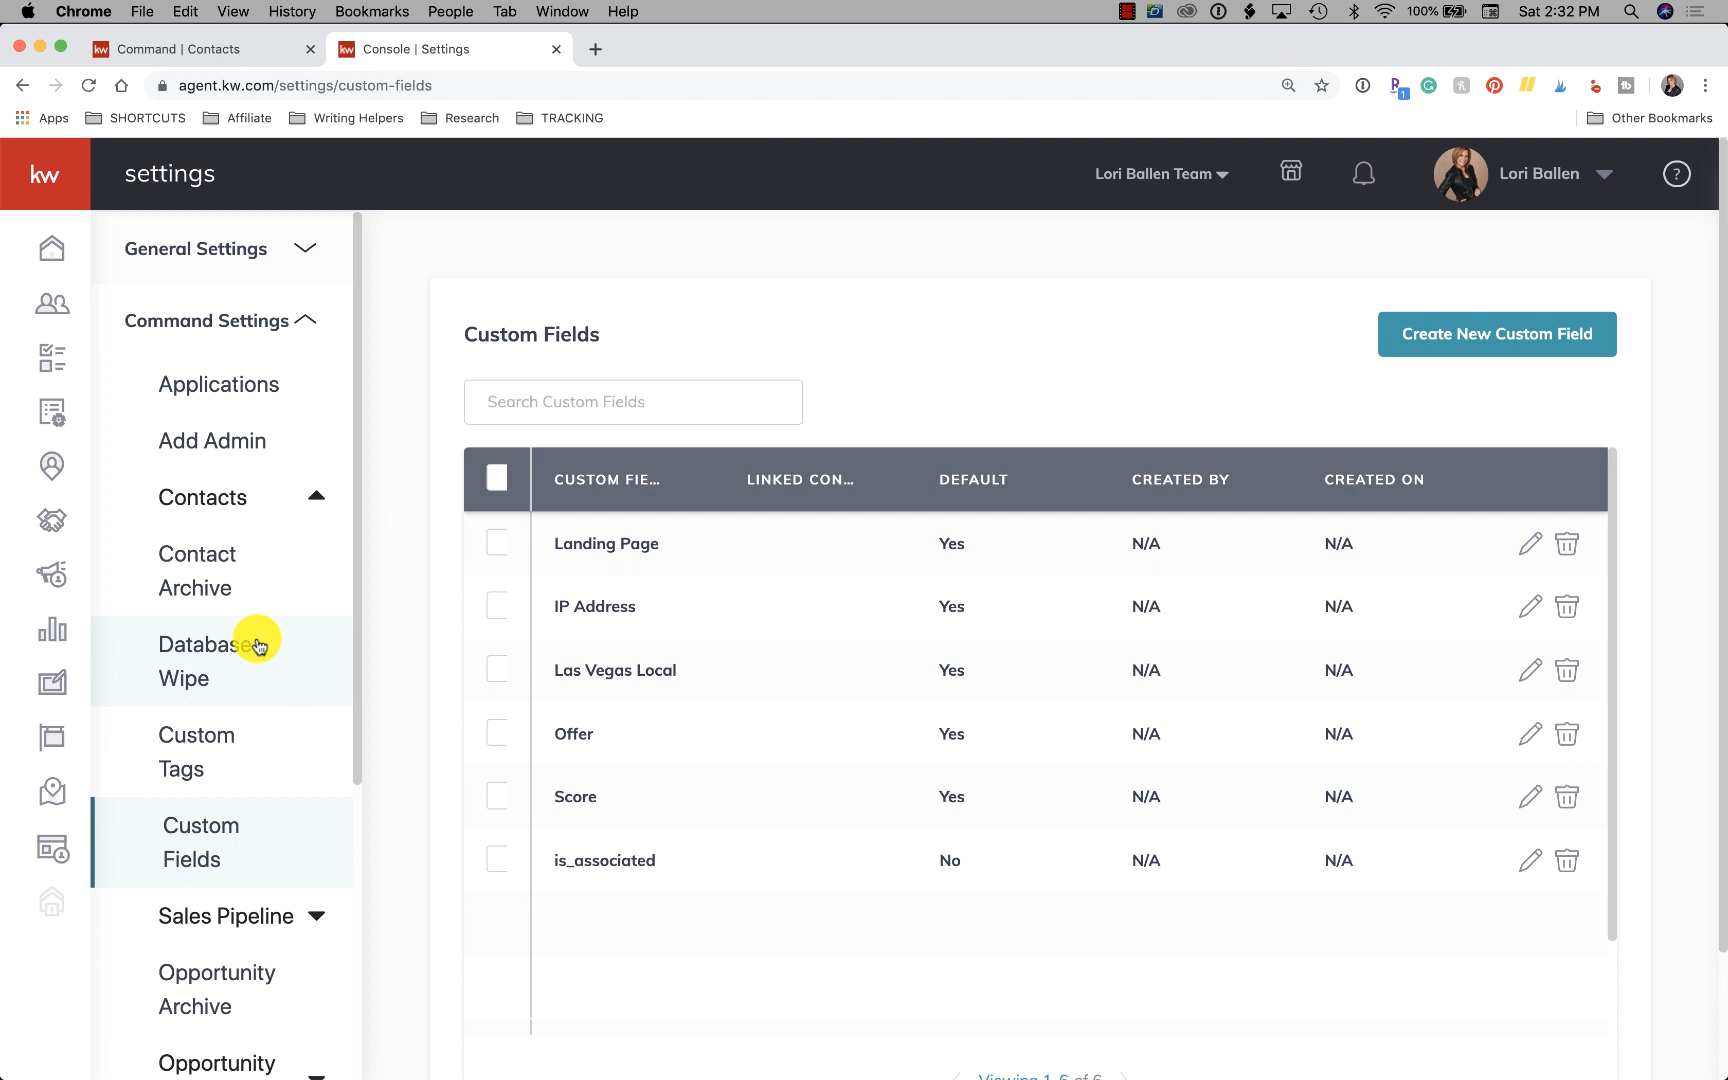 Chrome File Edit View History Bookmarks People Tab Window Help 100% Sat 2:32 PM
kw Command | Contacts kw Console | Settings
agent.kw.com/settings/custom-fields
Apps SHORTCUTS Affiliate Writing Helpers Research TRACKING Other Bookmarks
kw settings Lori Ballen Team Lori Ballen ?
General Settings
Command Settings
Applications
Add Admin
Contacts
Contact
Archive
Database
Wipe
Custom
Tags
Custom
Fields
Sales Pipeline
Opportunity
Archive
Opportunity
Custom Fields
Create New Custom Field
Search Custom Fields
CUSTOM FIE... LINKED CON... DEFAULT CREATED BY CREATED ON
Landing Page Yes N/A N/A
IP Address Yes N/A N/A
Las Vegas Local Yes N/A N/A
Offer Yes N/A N/A
Score Yes N/A N/A
is_associated No N/A N/A
Viewing 1-6 of 6